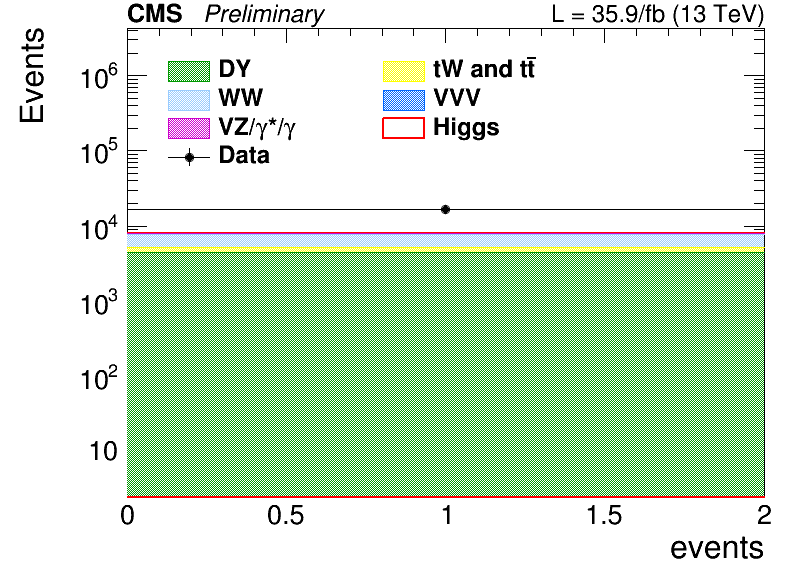 CMS Preliminary L = 35.9/fb (13 TeV)
Events
DY tW and tt̄
WW VVV
VZ/γ*/γ Higgs
Data
10⁶
10⁵
10⁴
10³
10²
10
0 0.5 1 1.5 2
events